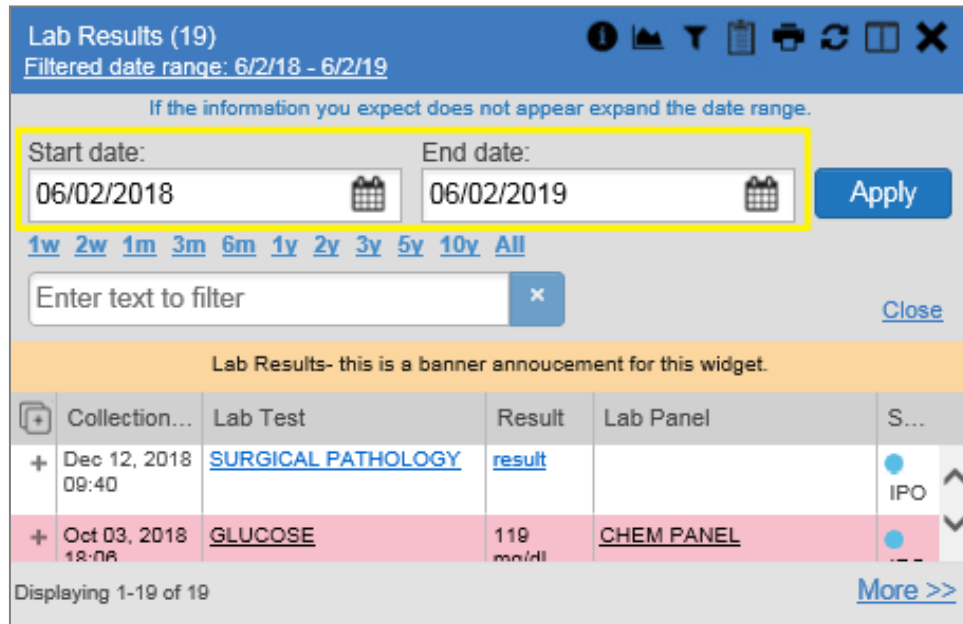 Lab Results (19)
Filtered date range: 6/2/18 - 6/2/19
If the information you expect does not appear expand the date range.
Start date: End date:
06/02/2018 06/02/2019 Apply
1w 2w 1m 3m 6m 1y 2y 3y 5y 10y All
Enter text to filter ×
Close
Lab Results- this is a banner annoucement for this widget.
Collection... Lab Test Result Lab Panel S...
+ Dec 12, 2018 SURGICAL PATHOLOGY result
09:40 IPO
+ Oct 03, 2018 GLUCOSE 119 CHEM PANEL
18:06 mg/dl
Displaying 1-19 of 19 More >>